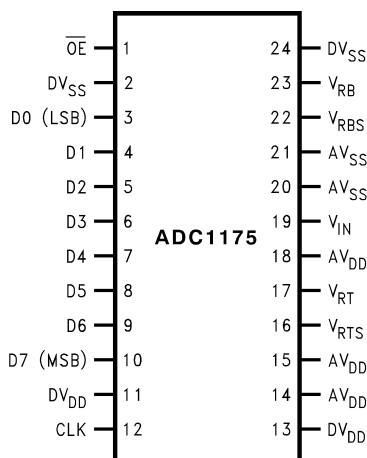 OE 1 24 DVSS
DVSS 2 23 VRB
D0 (LSB) 3 22 VRBS
D1 4 21 AVSS
D2 5 20 AVSS
D3 6 19 VIN
ADC1175
D4 7 18 AVDD
D5 8 17 VRT
D6 9 16 VRTS
D7 (MSB) 10 15 AVDD
DVDD 11 14 AVDD
CLK 12 13 DVDD